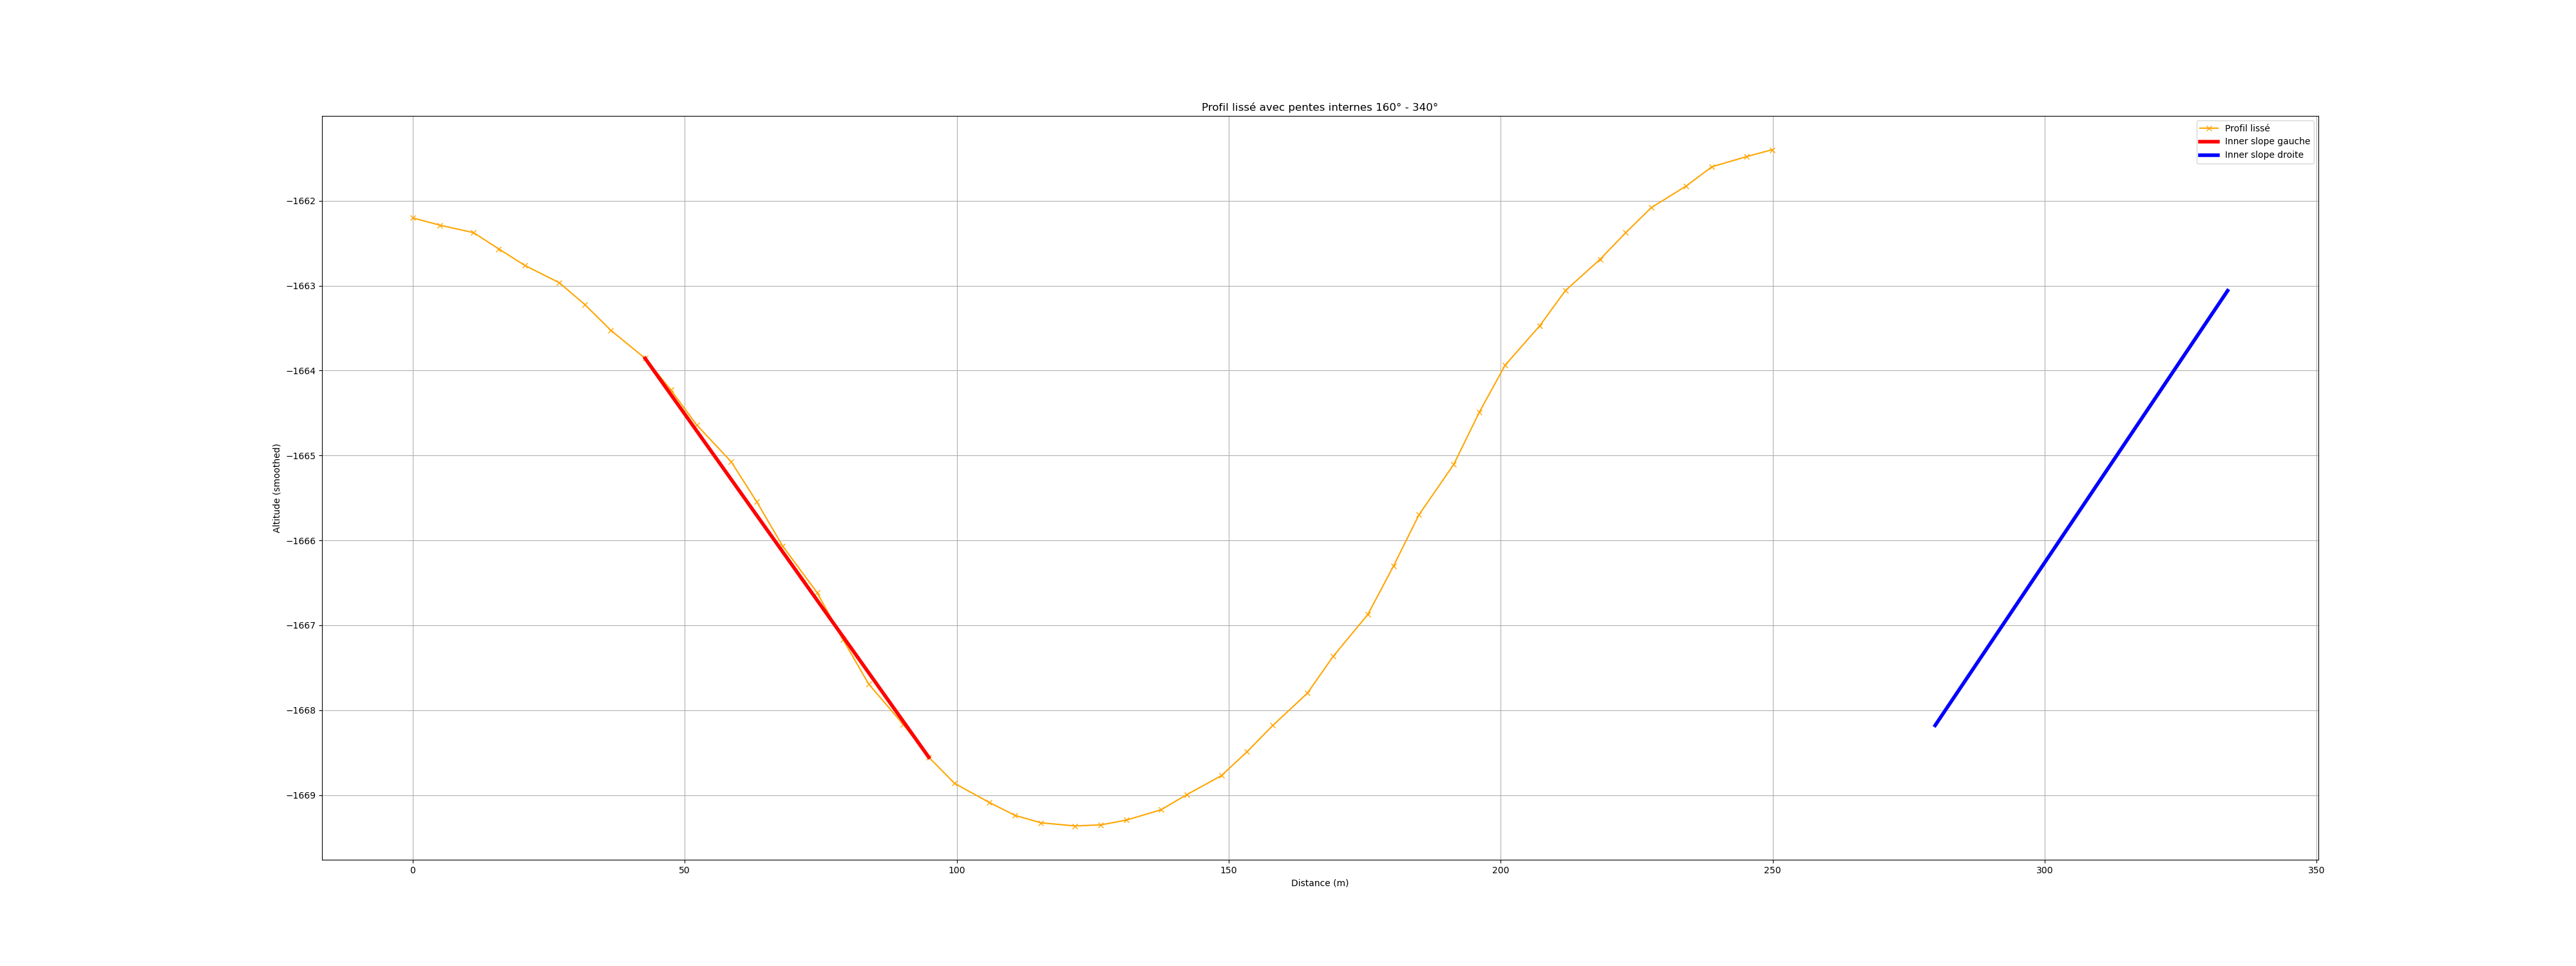 Profil lissé avec pentes internes 160° - 340°
Profil lissé
Inner slope gauche
Inner slope droite
Altitude (smoothed)
−1662
−1663
−1664
−1665
−1666
−1667
−1668
−1669
0
50
100
150
200
250
300
350
Distance (m)